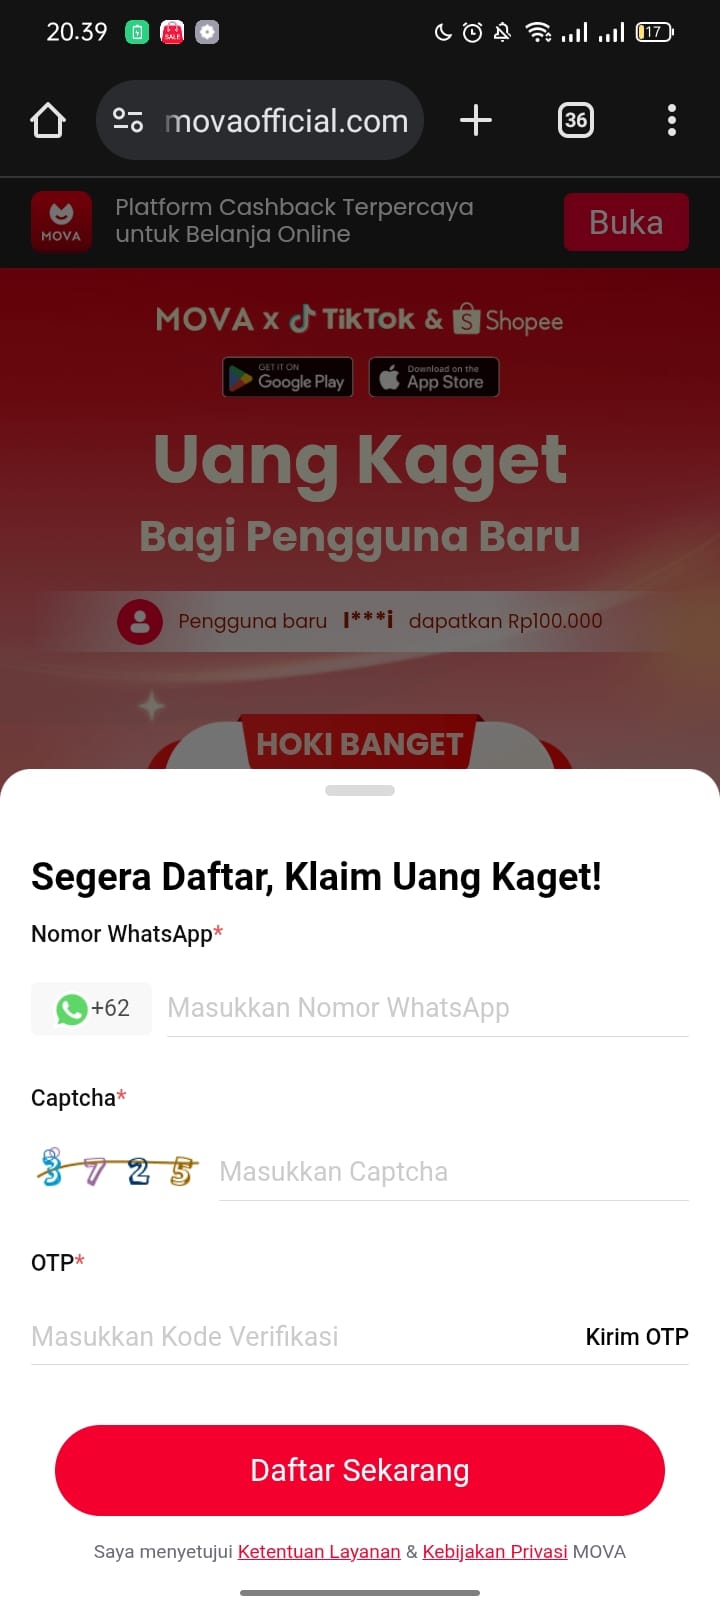 20.39
SALE
17
movaofficial.com
36
MOVA
Platform Cashback Terpercaya
untuk Belanja Online
Buka
MOVA x TikTok & Shopee
GET IT ON
Google Play
Download on the
App Store
Uang Kaget
Bagi Pengguna Baru
Pengguna baru l***i dapatkan Rp100.000
HOKI BANGET
Segera Daftar, Klaim Uang Kaget!
Nomor WhatsApp*
+62 Masukkan Nomor WhatsApp
Captcha*
3725 Masukkan Captcha
OTP*
Masukkan Kode Verifikasi Kirim OTP
Daftar Sekarang
Saya menyetujui Ketentuan Layanan & Kebijakan Privasi MOVA